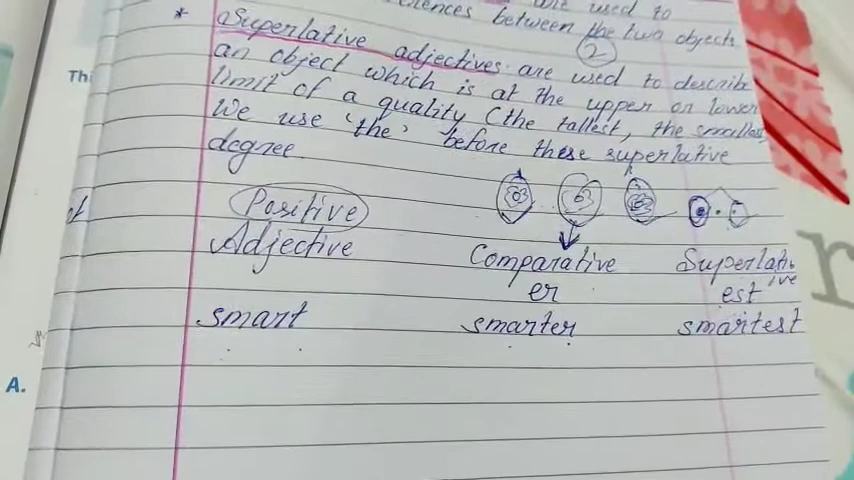 used to
between the two objects.
2
* Superlative adjectives are used to describe
an object which is at the upper or lower
limit of a quality (the tallest, the smallest,
We use 'the' before these superlative
degree.
Positive
Adjective Comparative Superlative
er est
smart smarter smartest
Th
A.